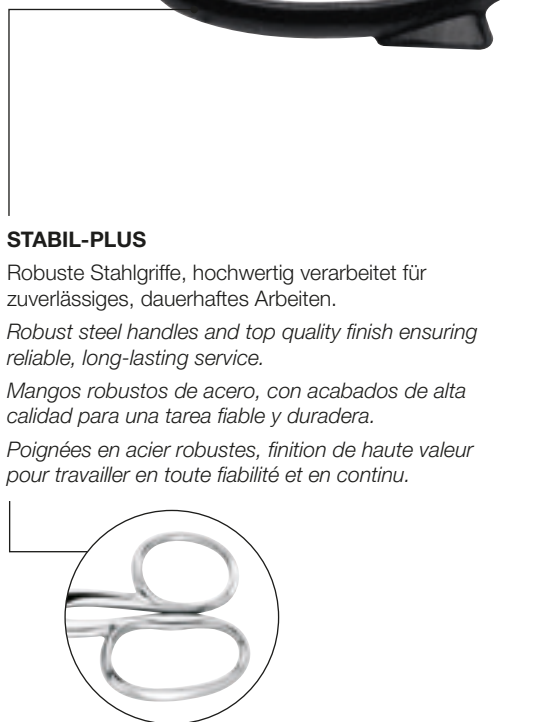 STABIL-PLUS
Robuste Stahlgriffe, hochwertig verarbeitet für
zuverlässiges, dauerhaftes Arbeiten.
Robust steel handles and top quality finish ensuring
reliable, long-lasting service.
Mangos robustos de acero, con acabados de alta
calidad para una tarea fiable y duradera.
Poignées en acier robustes, finition de haute valeur
pour travailler en toute fiabilité et en continu.